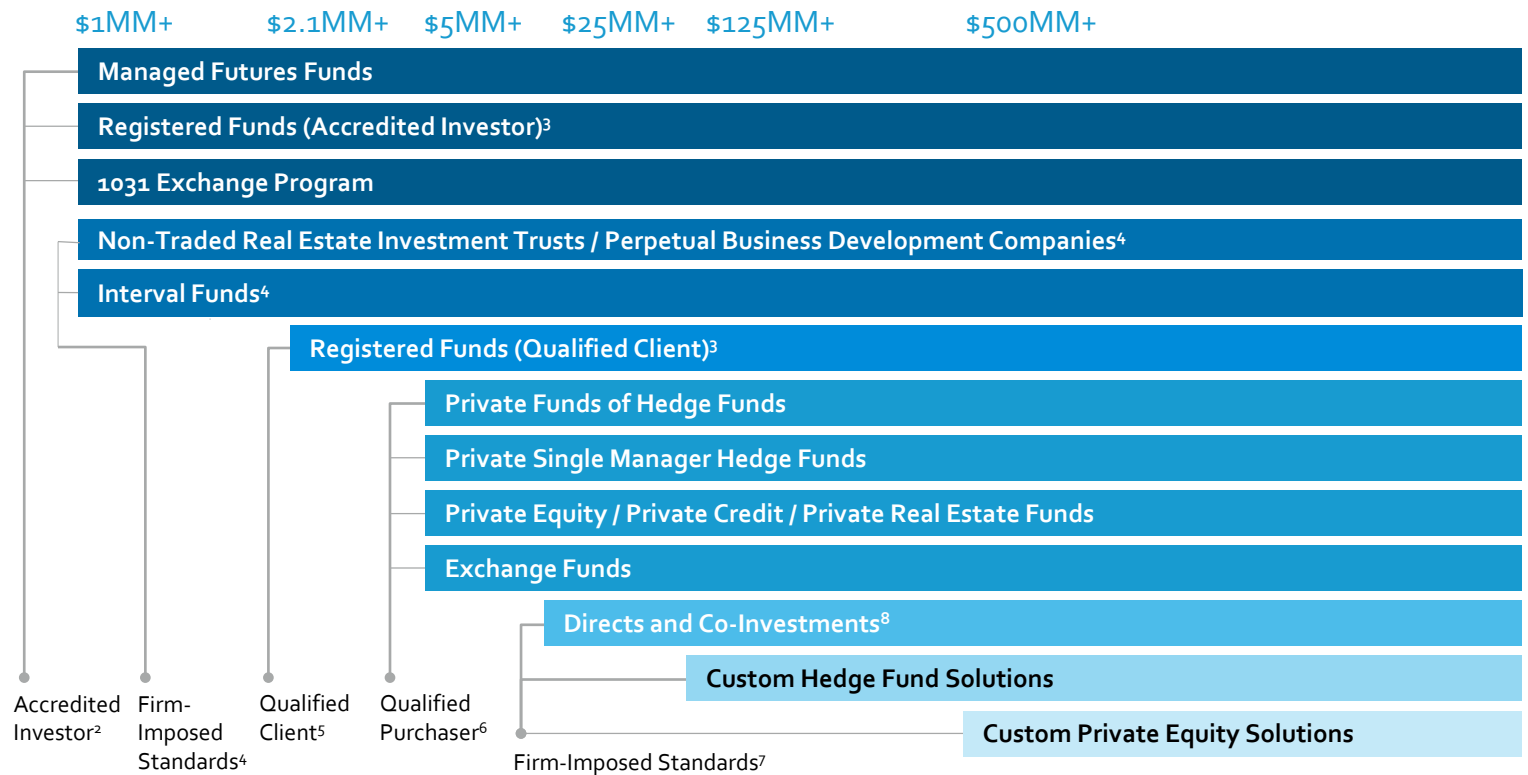 $1MM+ $2.1MM+ $5MM+ $25MM+ $125MM+ $500MM+
Managed Futures Funds
Registered Funds (Accredited Investor)³
1031 Exchange Program
Non-Traded Real Estate Investment Trusts / Perpetual Business Development Companies⁴
Interval Funds⁴
Registered Funds (Qualified Client)³
Private Funds of Hedge Funds
Private Single Manager Hedge Funds
Private Equity / Private Credit / Private Real Estate Funds
Exchange Funds
Directs and Co-Investments⁸
Custom Hedge Fund Solutions
Custom Private Equity Solutions
Accredited
Investor²
Firm-
Imposed
Standards⁴
Qualified
Client⁵
Qualified
Purchaser⁶
Firm-Imposed Standards⁷